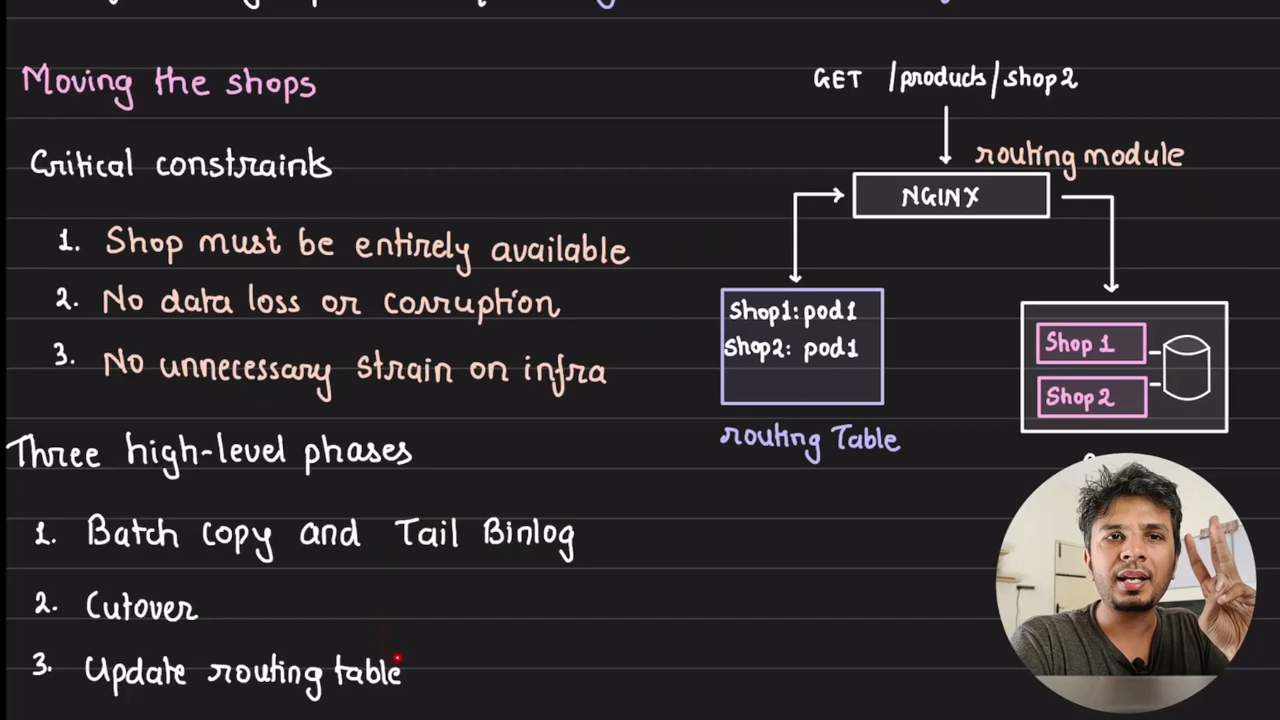 Moving the shops
Critical constraints
1. Shop must be entirely available
2. No data loss or corruption
3. No unnecessary strain on infra
Three high-level phases
1. Batch copy and Tail Binlog
2. Cutover
3. Update routing table
GET /products/shop2
routing module
NGINX
Shop1: pod1
Shop2: pod1
routing Table
Shop 1
Shop 2